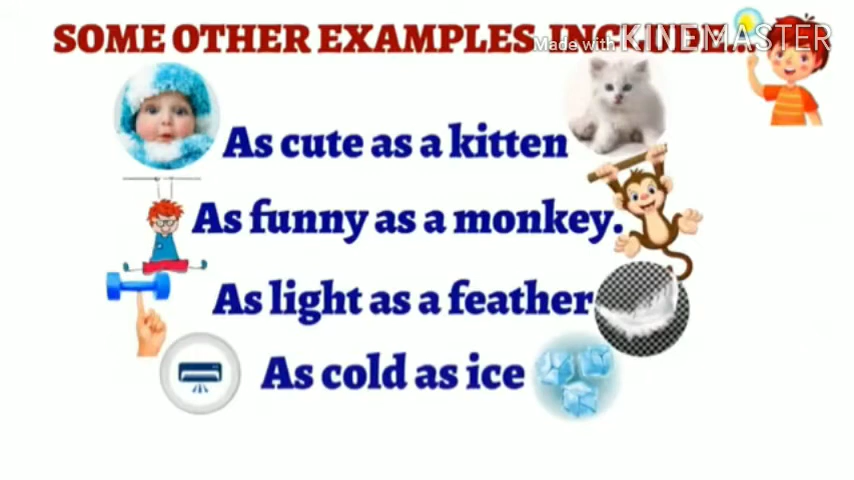 SOME OTHER EXAMPLES
Made with KINEMASTER
As cute as a kitten
As funny as a monkey.
As light as a feather
As cold as ice